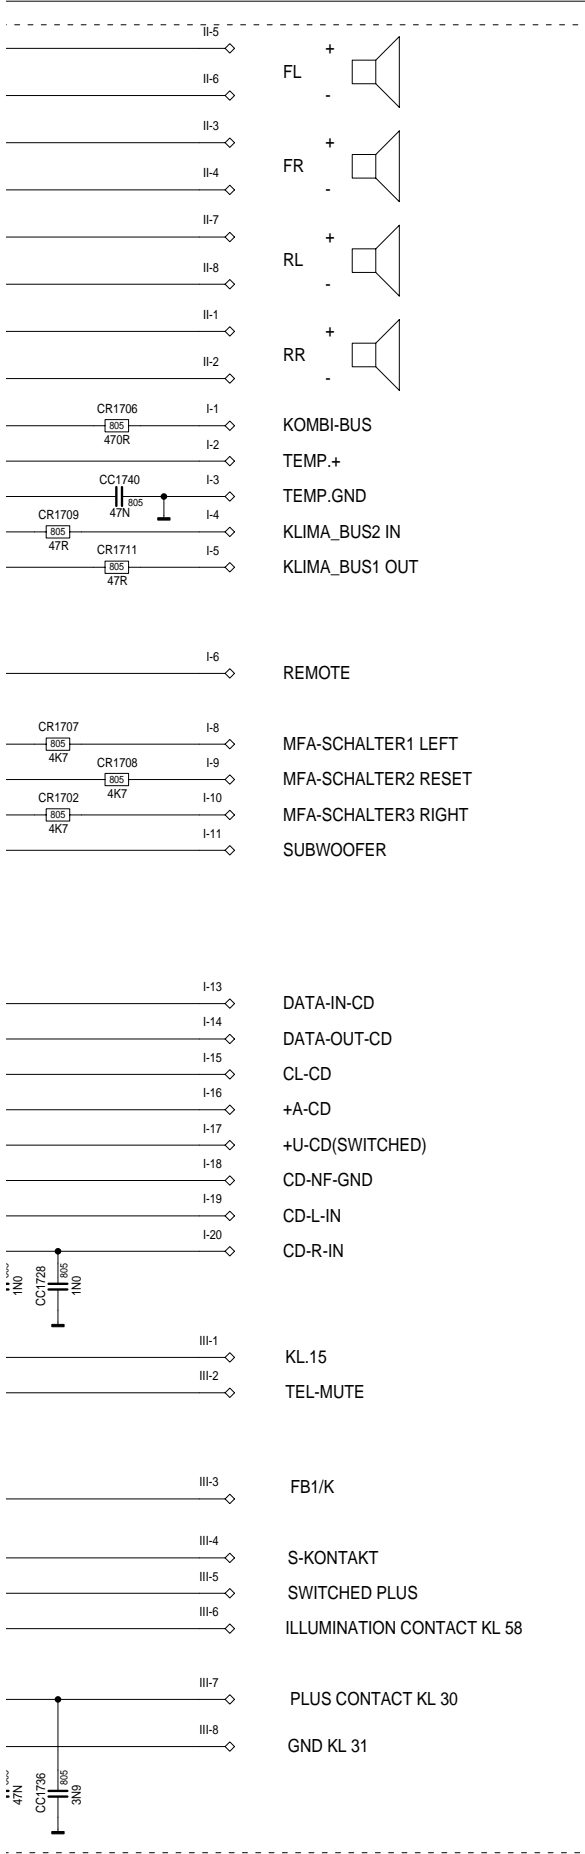 II-5
+
FL
II-6
-
II-3
+
FR
II-4
-
II-7
+
RL
II-8
-
II-1
+
RR
II-2
-
CR1706 I-1
805 KOMBI-BUS
470R
I-2
TEMP.+
CC1740 I-3
805 TEMP.GND
47N
CR1709 I-4
805 KLIMA_BUS2 IN
47R
CR1711 I-5
805 KLIMA_BUS1 OUT
47R
I-6
REMOTE
CR1707 I-8
805 MFA-SCHALTER1 LEFT
4K7
CR1708 I-9
805 MFA-SCHALTER2 RESET
4K7
CR1702 I-10
805 MFA-SCHALTER3 RIGHT
4K7
I-11
SUBWOOFER
I-13
DATA-IN-CD
I-14
DATA-OUT-CD
I-15
CL-CD
I-16
+A-CD
I-17
+U-CD(SWITCHED)
I-18
CD-NF-GND
I-19
CD-L-IN
I-20
CD-R-IN
1N0
CC1728
805
1N0
III-1
KL.15
III-2
TEL-MUTE
III-3
FB1/K
III-4
S-KONTAKT
III-5
SWITCHED PLUS
III-6
ILLUMINATION CONTACT KL 58
III-7
PLUS CONTACT KL 30
III-8
GND KL 31
47N
CC1736
805
3N9